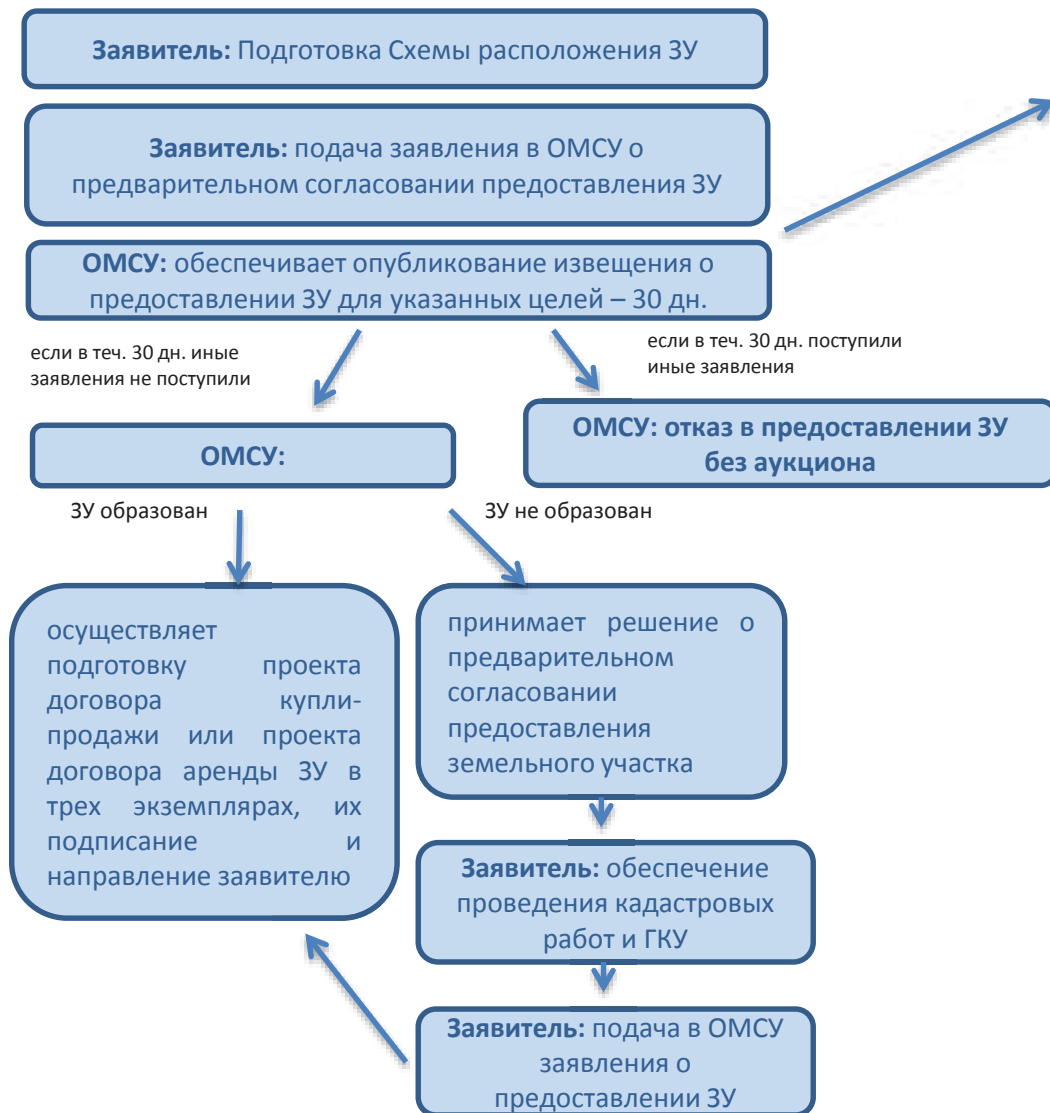 Заявитель: Подготовка Схемы расположения ЗУ
Заявитель: подача заявления в ОМСУ о
предварительном согласовании предоставления ЗУ
ОМСУ: обеспечивает опубликование извещения о
предоставлении ЗУ для указанных целей – 30 дн.
если в теч. 30 дн. иные
заявления не поступили
если в теч. 30 дн. поступили
иные заявления
ОМСУ:
ОМСУ: отказ в предоставлении ЗУ
без аукциона
ЗУ образован
ЗУ не образован
осуществляет
подготовку проекта
договора купли-
продажи или проекта
договора аренды ЗУ в
трех экземплярах, их
подписание и
направление заявителю
принимает решение о
предварительном
согласовании
предоставления
земельного участка
Заявитель: обеспечение
проведения кадастровых
работ и ГКУ
Заявитель: подача в ОМСУ
заявления о
предоставлении ЗУ